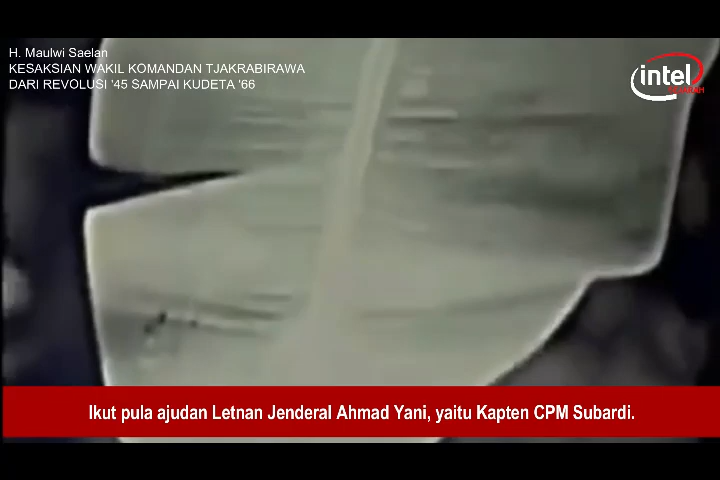 H. Maulwi Saelan
KESAKSIAN WAKIL KOMANDAN TJAKRABIRAWA
DARI REVOLUSI '45 SAMPAI KUDETA '66
intel
Ikut pula ajudan Letnan Jenderal Ahmad Yani, yaitu Kapten CPM Subardi.